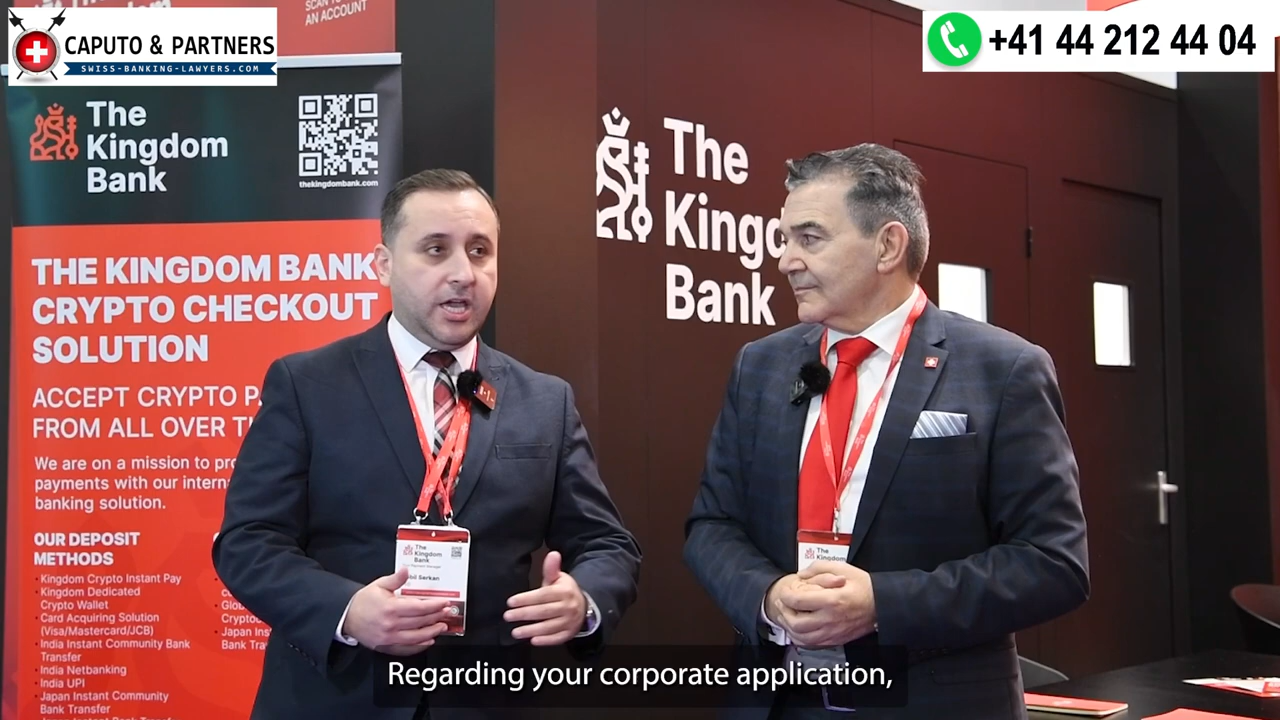 CAPUTO & PARTNERS
SWISS-BANKING-LAWYERS.COM
+41 44 212 44 04
AN ACCOUNT
The
Kingdom
Bank
thekingdombank.com
THE KINGDOM BANK
CRYPTO CHECKOUT
SOLUTION
ACCEPT CRYPTO
FROM ALL OVER
We are on a mission to
payments with our
banking solution.
OUR DEPOSIT
METHODS
Kingdom Crypto Instant Pay
Kingdom Dedicated
Crypto Wallet
Card Acquiring Solution
(Visa/Mastercard/JCB)
India Instant Community Bank
Transfer
India Netbanking
India UPI
Japan Instant Community
Bank Transfer
Japan
Bank
The
Bank
The
Kingdom
Bank
Serkan
The
Kingdom
Regarding your corporate application,